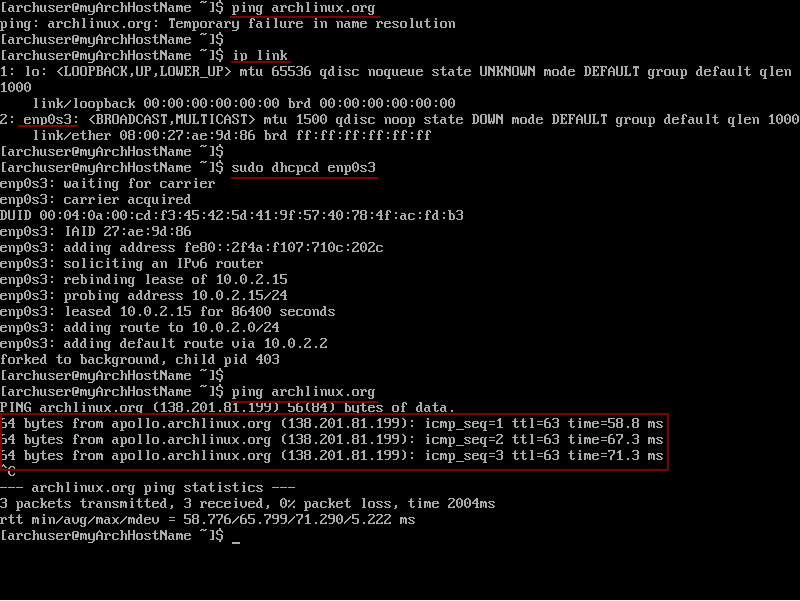 [archuser@myArchHostName ~]$ ping archlinux.org
ping: archlinux.org: Temporary failure in name resolution
[archuser@myArchHostName ~]$
[archuser@myArchHostName ~]$ ip link
1: lo: <LOOPBACK,UP,LOWER_UP> mtu 65536 qdisc noqueue state UNKNOWN mode DEFAULT group default qlen
1000
    link/loopback 00:00:00:00:00:00 brd 00:00:00:00:00:00
2: enp0s3: <BROADCAST,MULTICAST> mtu 1500 qdisc noop state DOWN mode DEFAULT group default qlen 1000
    link/ether 08:00:27:ae:9d:86 brd ff:ff:ff:ff:ff:ff
[archuser@myArchHostName ~]$
[archuser@myArchHostName ~]$ sudo dhcpcd enp0s3
enp0s3: waiting for carrier
enp0s3: carrier acquired
DUID 00:04:0a:00:cd:f3:45:42:5d:41:9f:57:40:78:4f:ac:fd:b3
enp0s3: IAID 27:ae:9d:86
enp0s3: adding address fe80::2f4a:f107:710c:202c
enp0s3: soliciting an IPv6 router
enp0s3: rebinding lease of 10.0.2.15
enp0s3: probing address 10.0.2.15/24
enp0s3: leased 10.0.2.15 for 86400 seconds
enp0s3: adding route to 10.0.2.0/24
enp0s3: adding default route via 10.0.2.2
forked to background, child pid 403
[archuser@myArchHostName ~]$
[archuser@myArchHostName ~]$ ping archlinux.org
PING archlinux.org (138.201.81.199) 56(84) bytes of data.
64 bytes from apollo.archlinux.org (138.201.81.199): icmp_seq=1 ttl=63 time=58.8 ms
64 bytes from apollo.archlinux.org (138.201.81.199): icmp_seq=2 ttl=63 time=67.3 ms
64 bytes from apollo.archlinux.org (138.201.81.199): icmp_seq=3 ttl=63 time=71.3 ms
^C
--- archlinux.org ping statistics ---
3 packets transmitted, 3 received, 0% packet loss, time 2004ms
rtt min/avg/max/mdev = 58.776/65.799/71.290/5.222 ms
[archuser@myArchHostName ~]$ _